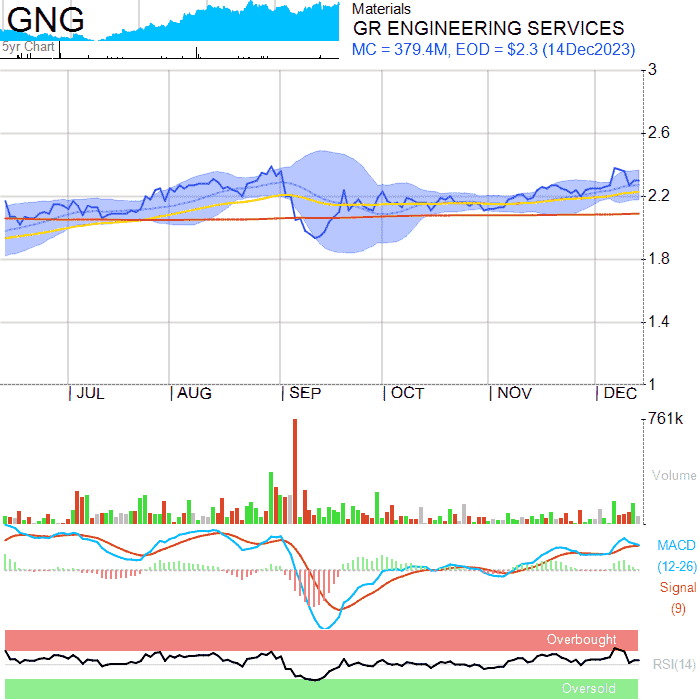 GNG
5yr Chart
Materials
GR ENGINEERING SERVICES
MC = 379.4M, EOD = $2.3 (14Dec2023)
3
2.6
2.2
1.8
1.4
1
JUL AUG SEP OCT NOV DEC
761k
Volume
MACD
(12-26)
Signal
(9)
Overbought
RSI(14)
Oversold